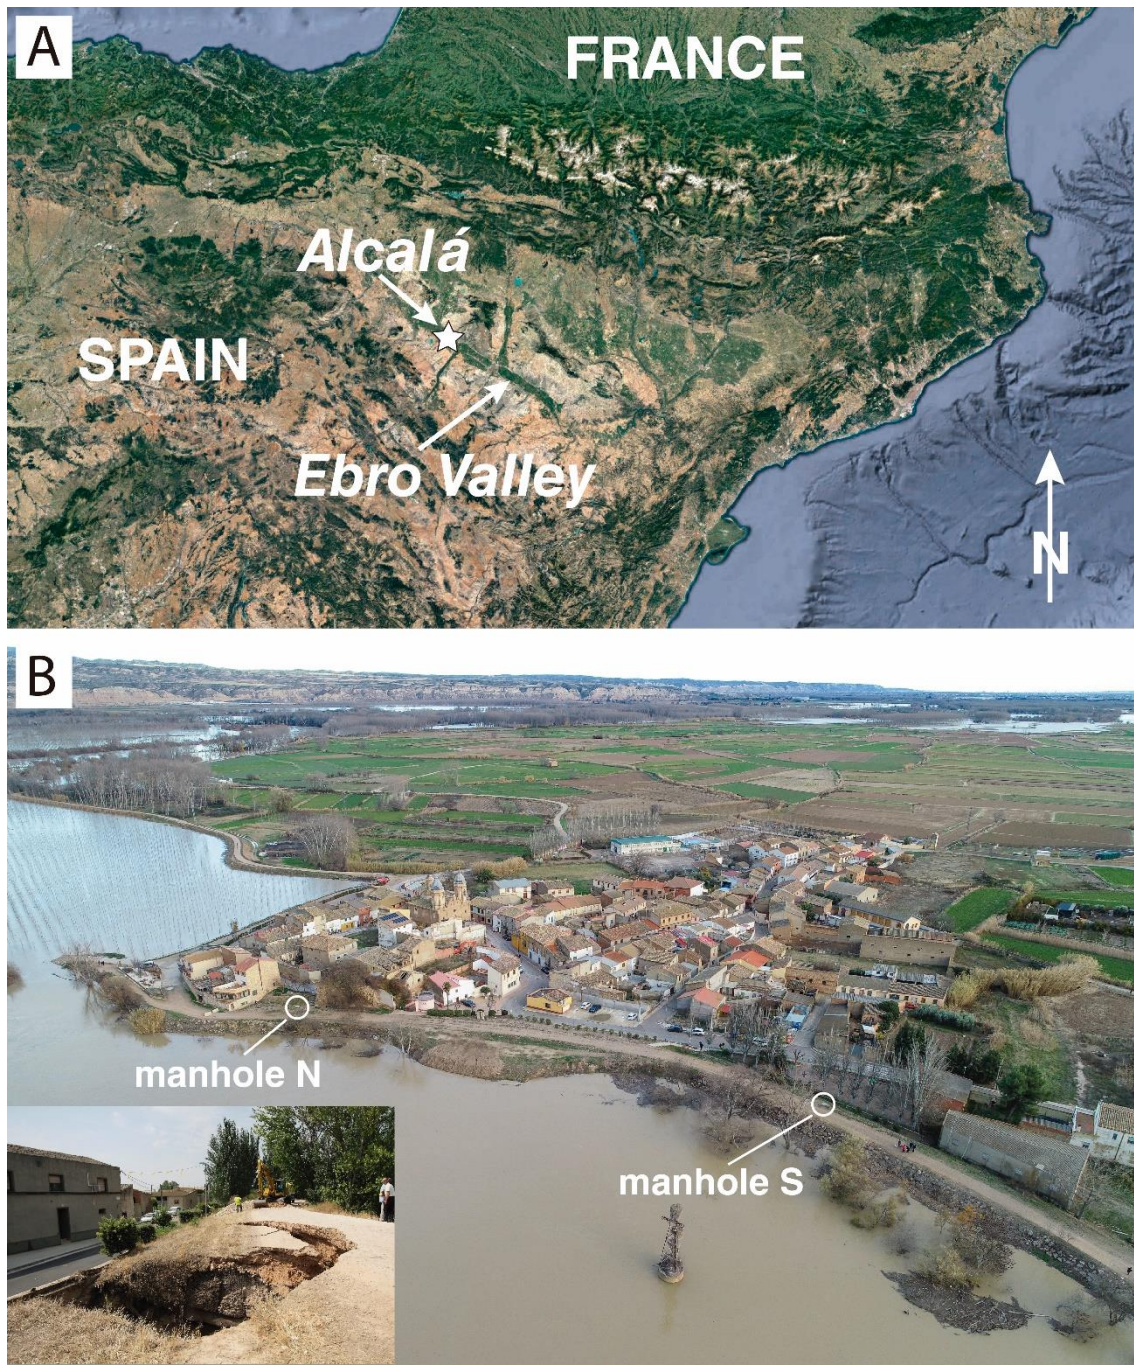 A
FRANCE
Alcalá
SPAIN
Ebro Valley
N
B
manhole N
manhole S